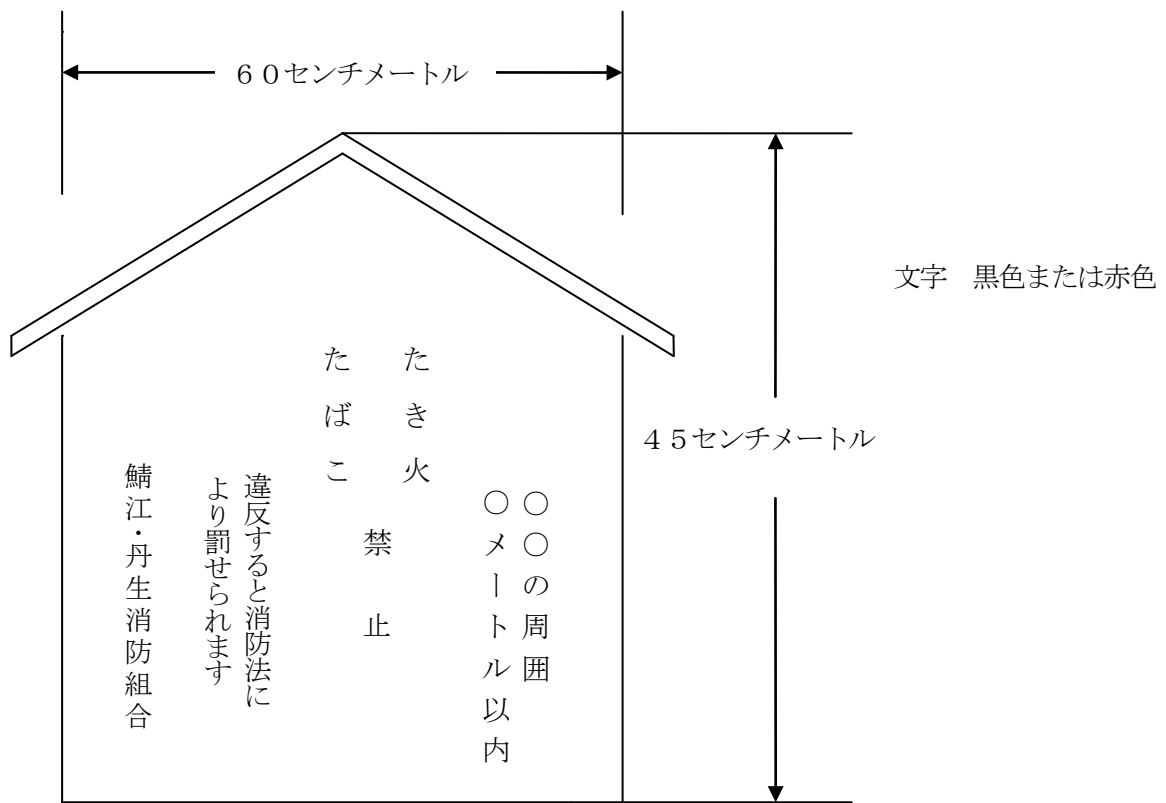 ６０センチメートル
文字　黒色または赤色
４５センチメートル
〇〇の周囲
〇メートル以内
たき火
たばこ
禁止
違反すると消防法に
より罰せられます
鯖江・丹生消防組合